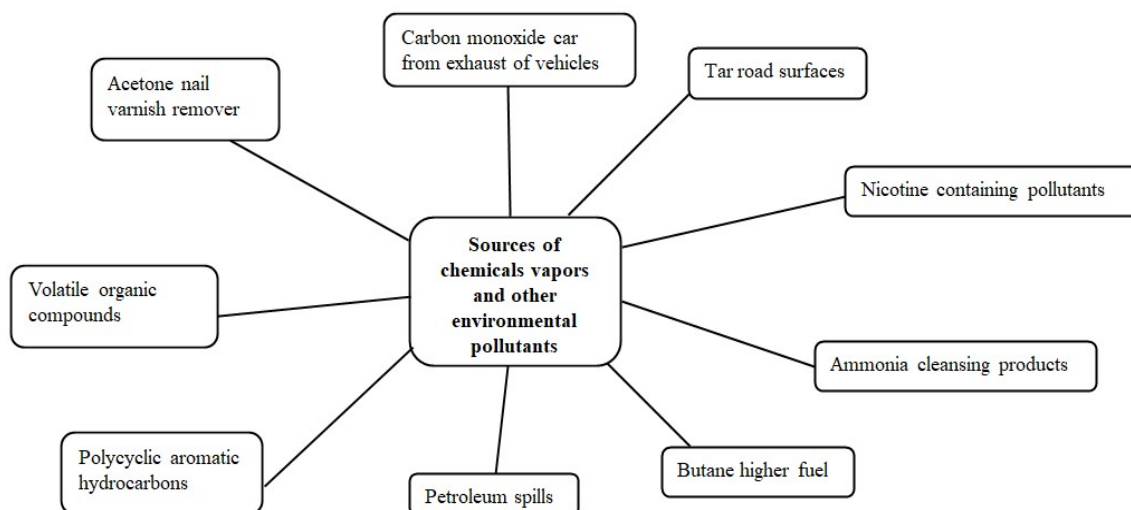 Carbon monoxide car
from exhaust of vehicles
Acetone nail
varnish remover
Tar road surfaces
Nicotine containing pollutants
Sources of
chemicals vapors
and other
environmental
pollutants
Volatile organic
compounds
Ammonia cleansing products
Polycyclic aromatic
hydrocarbons
Butane higher fuel
Petroleum spills